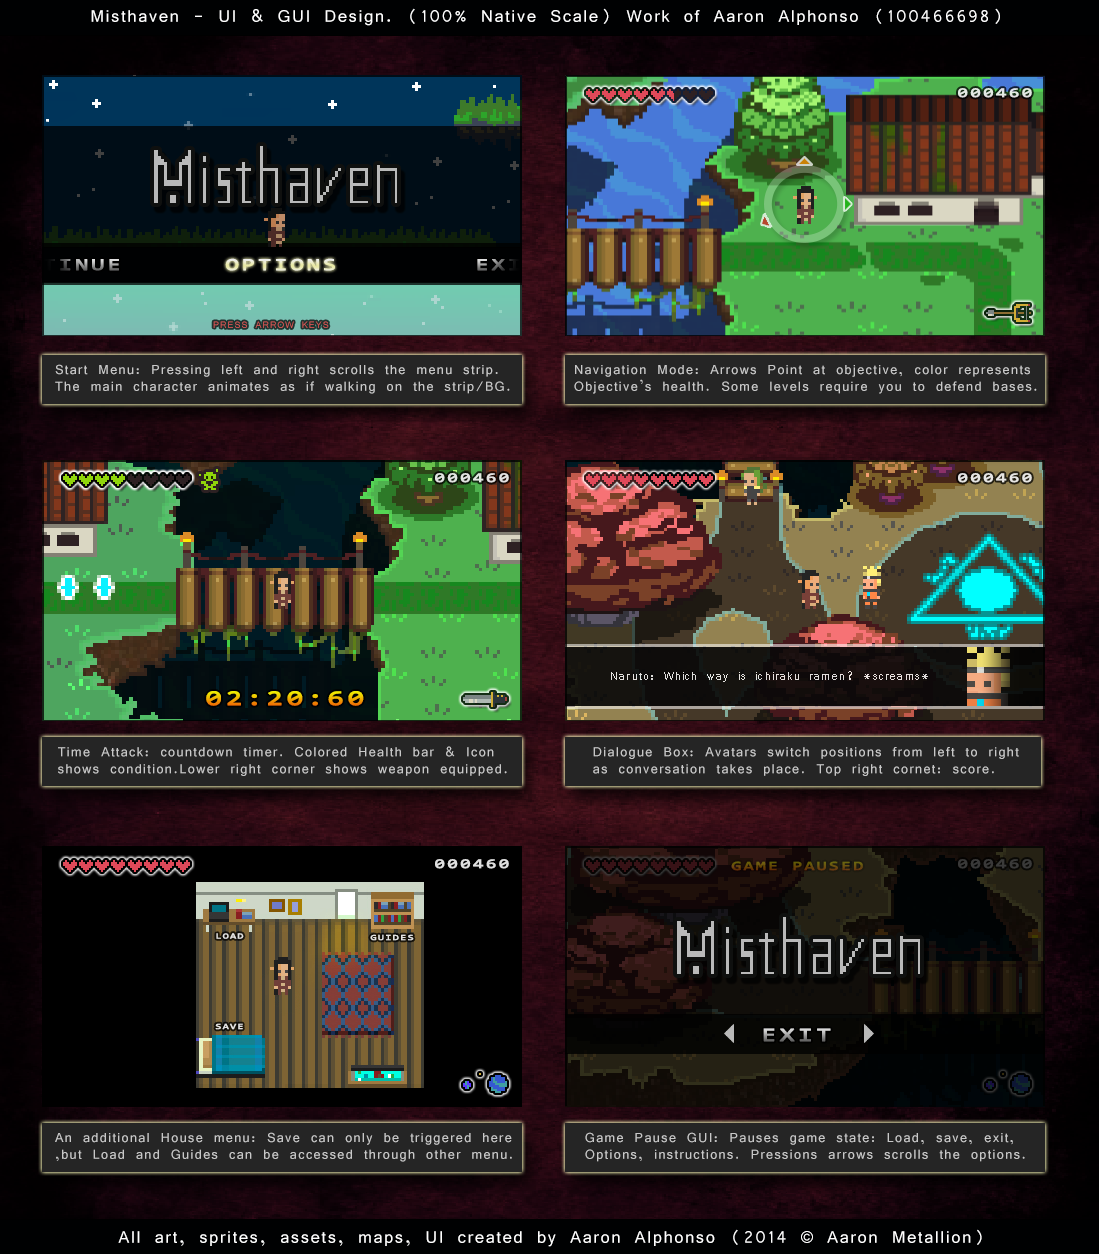 Misthaven - UI & GUI Design. (100% Native Scale) Work of Aaron Alphonso (100466698)
Misthaven
INUE
OPTIONS
EXI
PRESS ARROW KEYS
000460
Start Menu: Pressing left and right scrolls the menu strip.
The main character animates as if walking on the strip/BG.
Navigation Mode: Arrows Point at objective, color represents
Objective's health. Some levels require you to defend bases.
000460
02:20:60
000460
Naruto: Which way is ichiraku ramen? *screams*
Time Attack: countdown timer. Colored Health bar & Icon
shows condition.Lower right corner shows weapon equipped.
Dialogue Box: Avatars switch positions from left to right
as conversation takes place. Top right cornet: score.
000460
LOAD
GUIDES
SAVE
GAME PAUSED
000460
Misthaven
EXIT
An additional House menu: Save can only be triggered here
,but Load and Guides can be accessed through other menu.
Game Pause GUI: Pauses game state: Load, save, exit,
Options, instructions. Pressions arrows scrolls the options.
All art, sprites, assets, maps, UI created by Aaron Alphonso (2014 © Aaron Metallion)